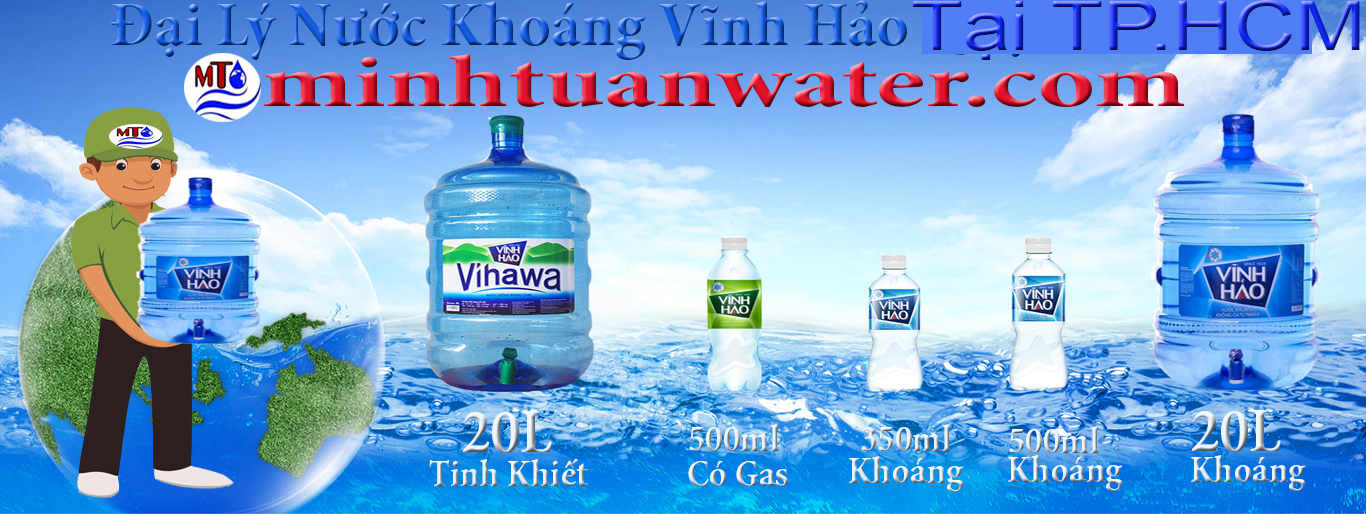 Đại Lý Nước Khoáng Vĩnh Hảo Tại TP.HCM
MT minhtuanwater.com
MT
VĨNH HẢO
VĨNH HẢO
Vihawa
VĨNH HẢO
VĨNH HẢO
VĨNH HẢO
SINCE 1928
VĨNH HẢO
20L
Tinh Khiết
500ml
Có Gas
350ml
Khoáng
500ml
Khoáng
20L
Khoáng